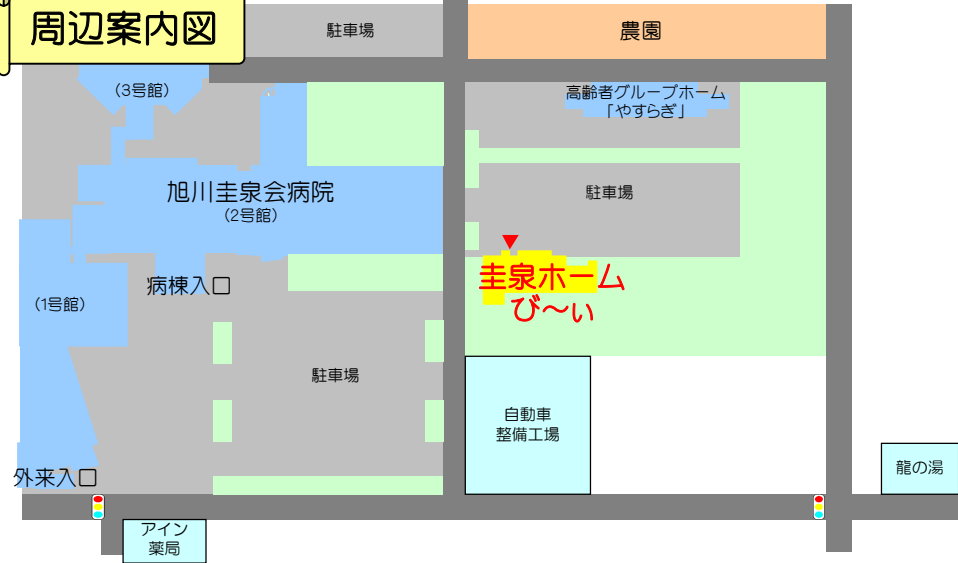 周辺案内図
駐車場
農園
(3号館)
高齢者グループホーム
「やすらぎ」
旭川圭泉会病院
(2号館)
駐車場
圭泉ホーム
び〜ぃ
病棟入口
(1号館)
駐車場
自動車
整備工場
外来入口
龍の湯
アイン
薬局